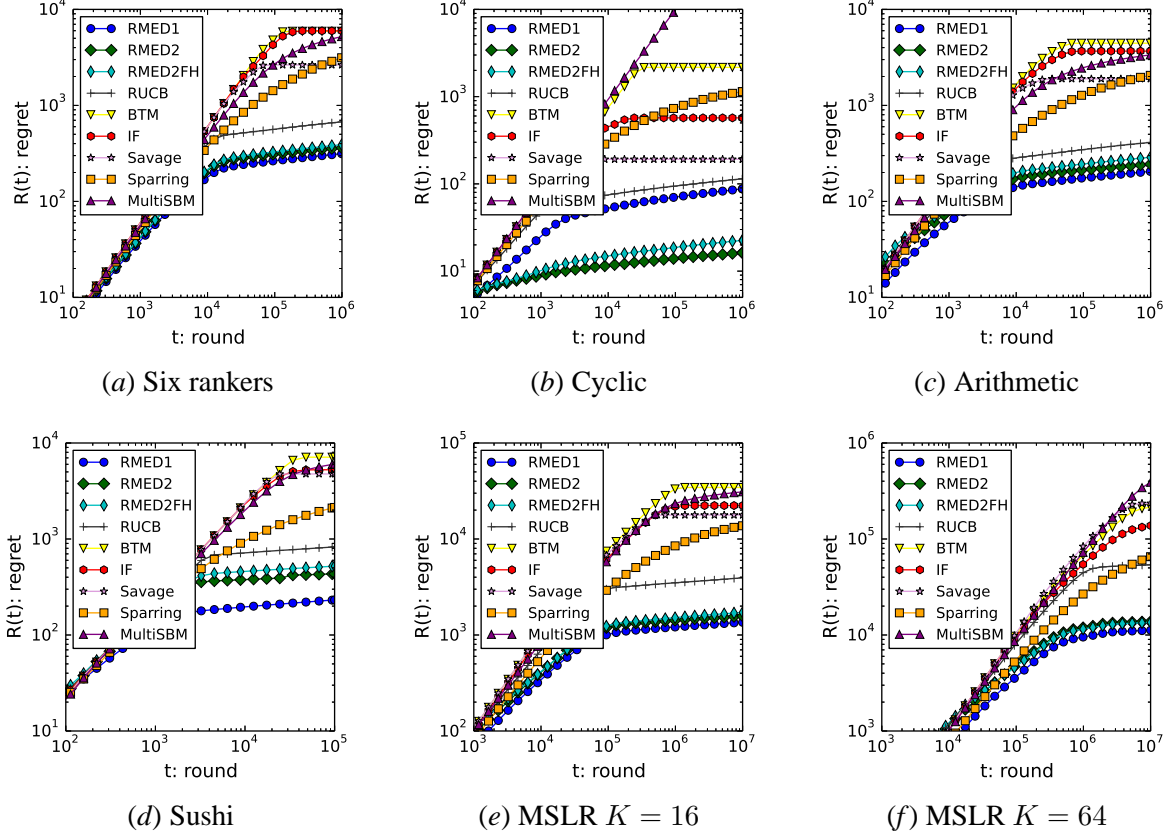 10^4
10^3
10^2
10^1
R(t): regret
RMED1
RMED2
RMED2FH
RUCB
BTM
IF
Savage
Sparring
MultiSBM
10^2 10^3 10^4 10^5 10^6
t: round
(a) Six rankers
10^4
10^3
10^2
10^1
R(t): regret
RMED1
RMED2
RMED2FH
RUCB
BTM
IF
Savage
Sparring
MultiSBM
10^2 10^3 10^4 10^5 10^6
t: round
(b) Cyclic
10^4
10^3
10^2
10^1
R(t): regret
RMED1
RMED2
RMED2FH
RUCB
BTM
IF
Savage
Sparring
MultiSBM
10^2 10^3 10^4 10^5 10^6
t: round
(c) Arithmetic
10^4
10^3
10^2
10^1
R(t): regret
RMED1
RMED2
RMED2FH
RUCB
BTM
IF
Savage
Sparring
MultiSBM
10^2 10^3 10^4 10^5
t: round
(d) Sushi
10^5
10^4
10^3
10^2
R(t): regret
RMED1
RMED2
RMED2FH
RUCB
BTM
IF
Savage
Sparring
MultiSBM
10^3 10^4 10^5 10^6 10^7
t: round
(e) MSLR K = 16
10^6
10^5
10^4
10^3
R(t): regret
RMED1
RMED2
RMED2FH
RUCB
BTM
IF
Savage
Sparring
MultiSBM
10^3 10^4 10^5 10^6 10^7
t: round
(f) MSLR K = 64